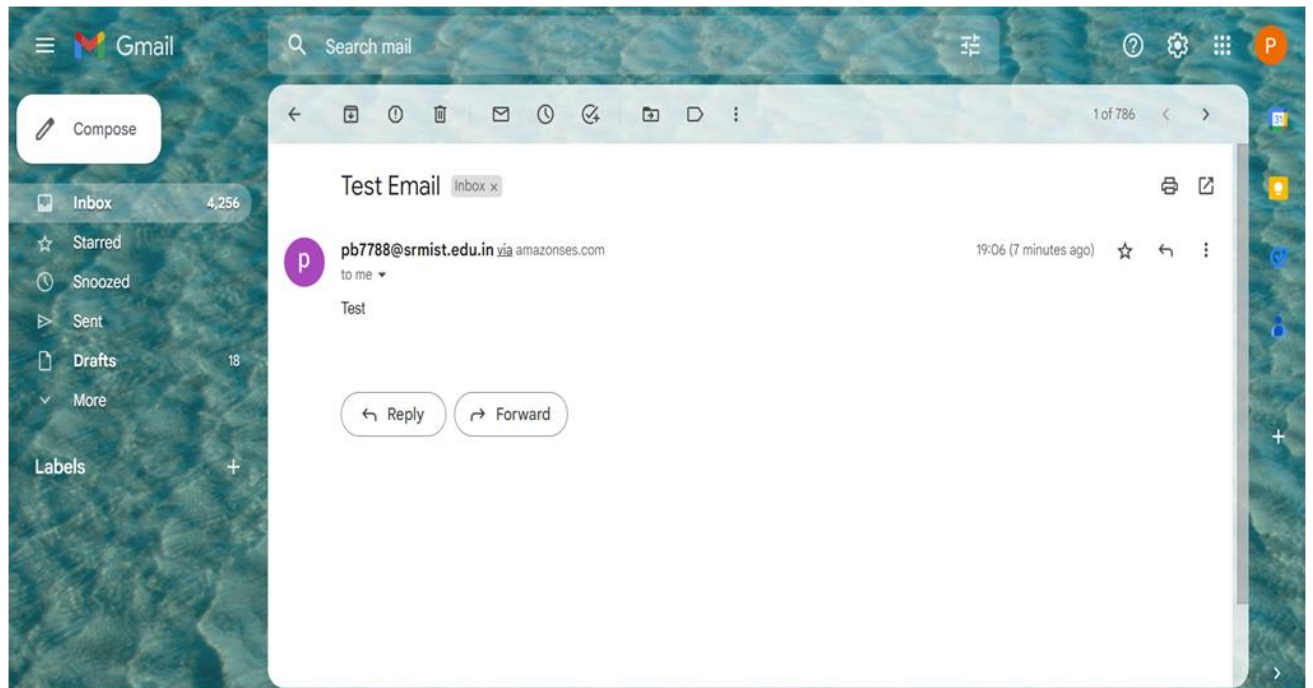 Gmail
Search mail
P
Compose
1 of 786
31
Inbox 4,256
Starred
Snoozed
Sent
Drafts 18
More
Labels +
Test Email Inbox x
p
pb7788@srmist.edu.in via amazonses.com 19:06 (7 minutes ago)
to me
Test
Reply Forward